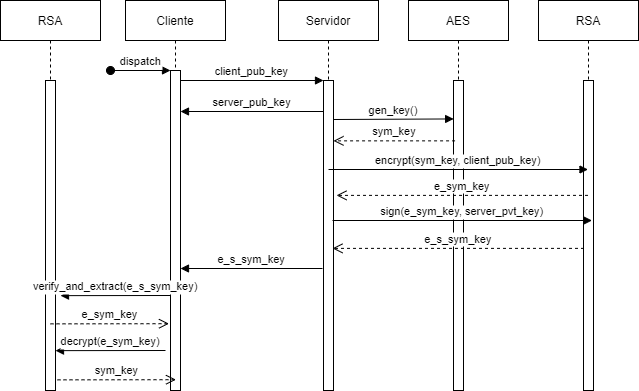 RSA
Cliente
Servidor
AES
RSA
dispatch
client_pub_key
server_pub_key
gen_key()
sym_key
encrypt(sym_key, client_pub_key)
e_sym_key
sign(e_sym_key, server_pvt_key)
e_s_sym_key
e_s_sym_key
verify_and_extract(e_s_sym_key)
e_sym_key
decrypt(e_sym_key)
sym_key